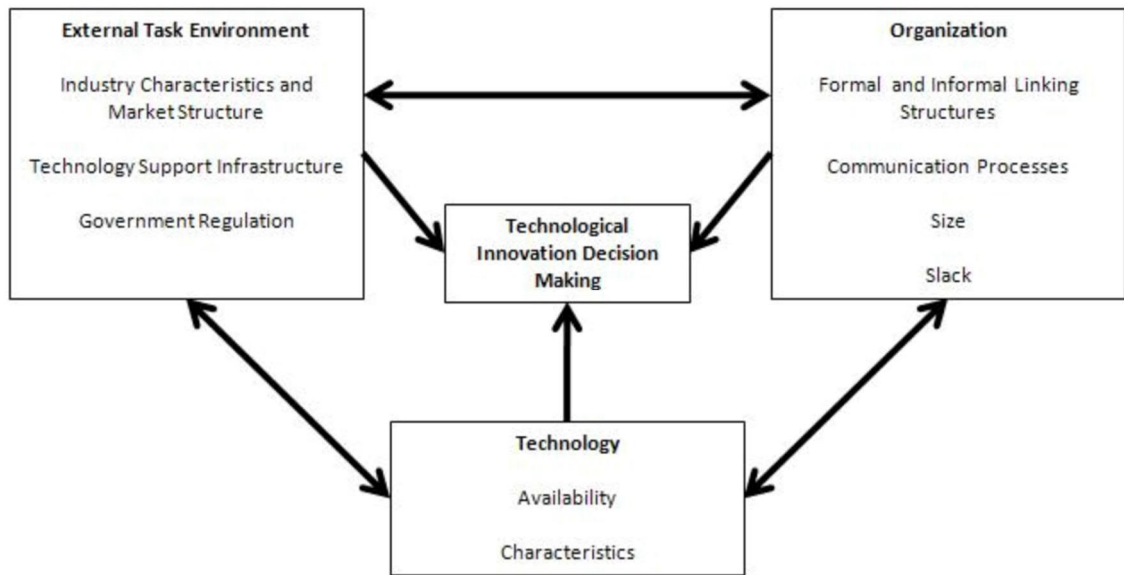 External Task Environment
Industry Characteristics and
Market Structure
Technology Support Infrastructure
Government Regulation
Organization
Formal and Informal Linking
Structures
Communication Processes
Size
Slack
Technological
Innovation Decision
Making
Technology
Availability
Characteristics